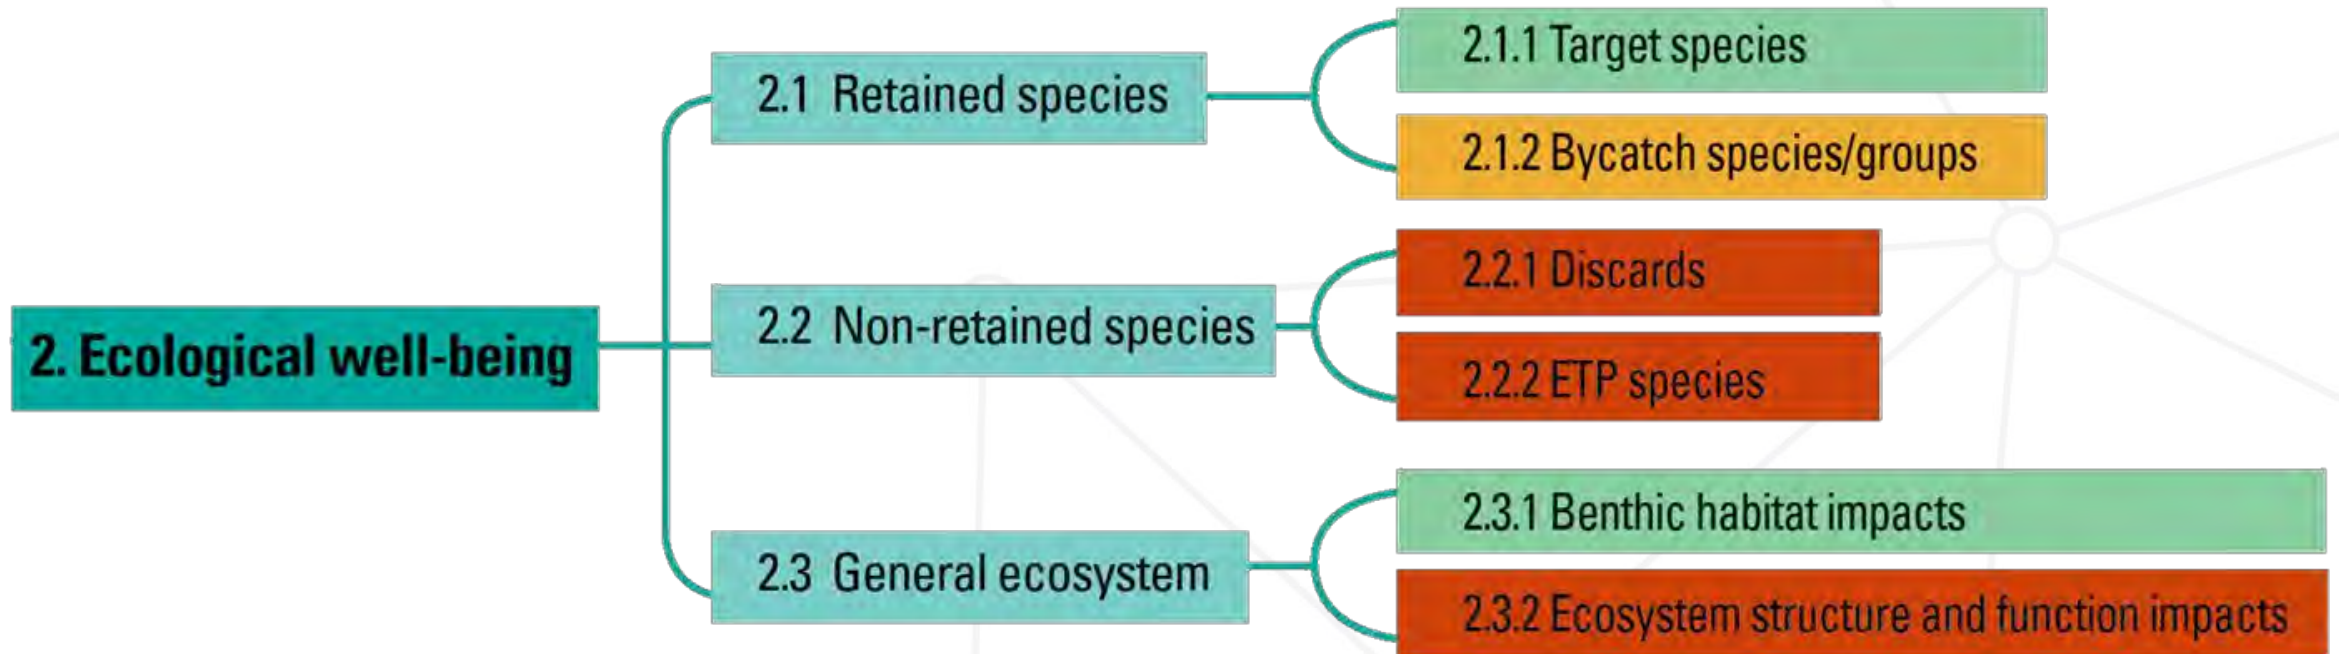 2. Ecological well-being
2.1 Retained species
2.1.1 Target species
2.1.2 Bycatch species/groups
2.2 Non-retained species
2.2.1 Discards
2.2.2 ETP species
2.3 General ecosystem
2.3.1 Benthic habitat impacts
2.3.2 Ecosystem structure and function impacts